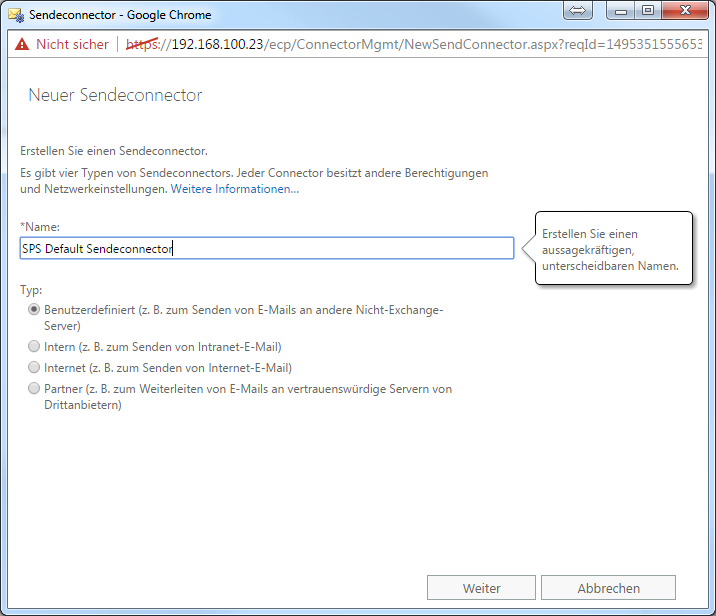 Sendeconnector - Google Chrome
Nicht sicher | https://192.168.100.23/ecp/ConnectorMgmt/NewSendConnector.aspx?reqId=1495351555653
Neuer Sendeconnector
Erstellen Sie einen Sendeconnector.
Es gibt vier Typen von Sendeconnectors. Jeder Connector besitzt andere Berechtigungen
und Netzwerkeinstellungen. Weitere Informationen...
*Name:
SPS Default Sendeconnector
Erstellen Sie einen
aussagekräftigen,
unterscheidbaren Namen.
Typ:
Benutzerdefiniert (z. B. zum Senden von E-Mails an andere Nicht-Exchange-
Server)
Intern (z. B. zum Senden von Intranet-E-Mail)
Internet (z. B. zum Senden von Internet-E-Mail)
Partner (z. B. zum Weiterleiten von E-Mails an vertrauenswürdige Servern von
Drittanbietern)
Weiter
Abbrechen